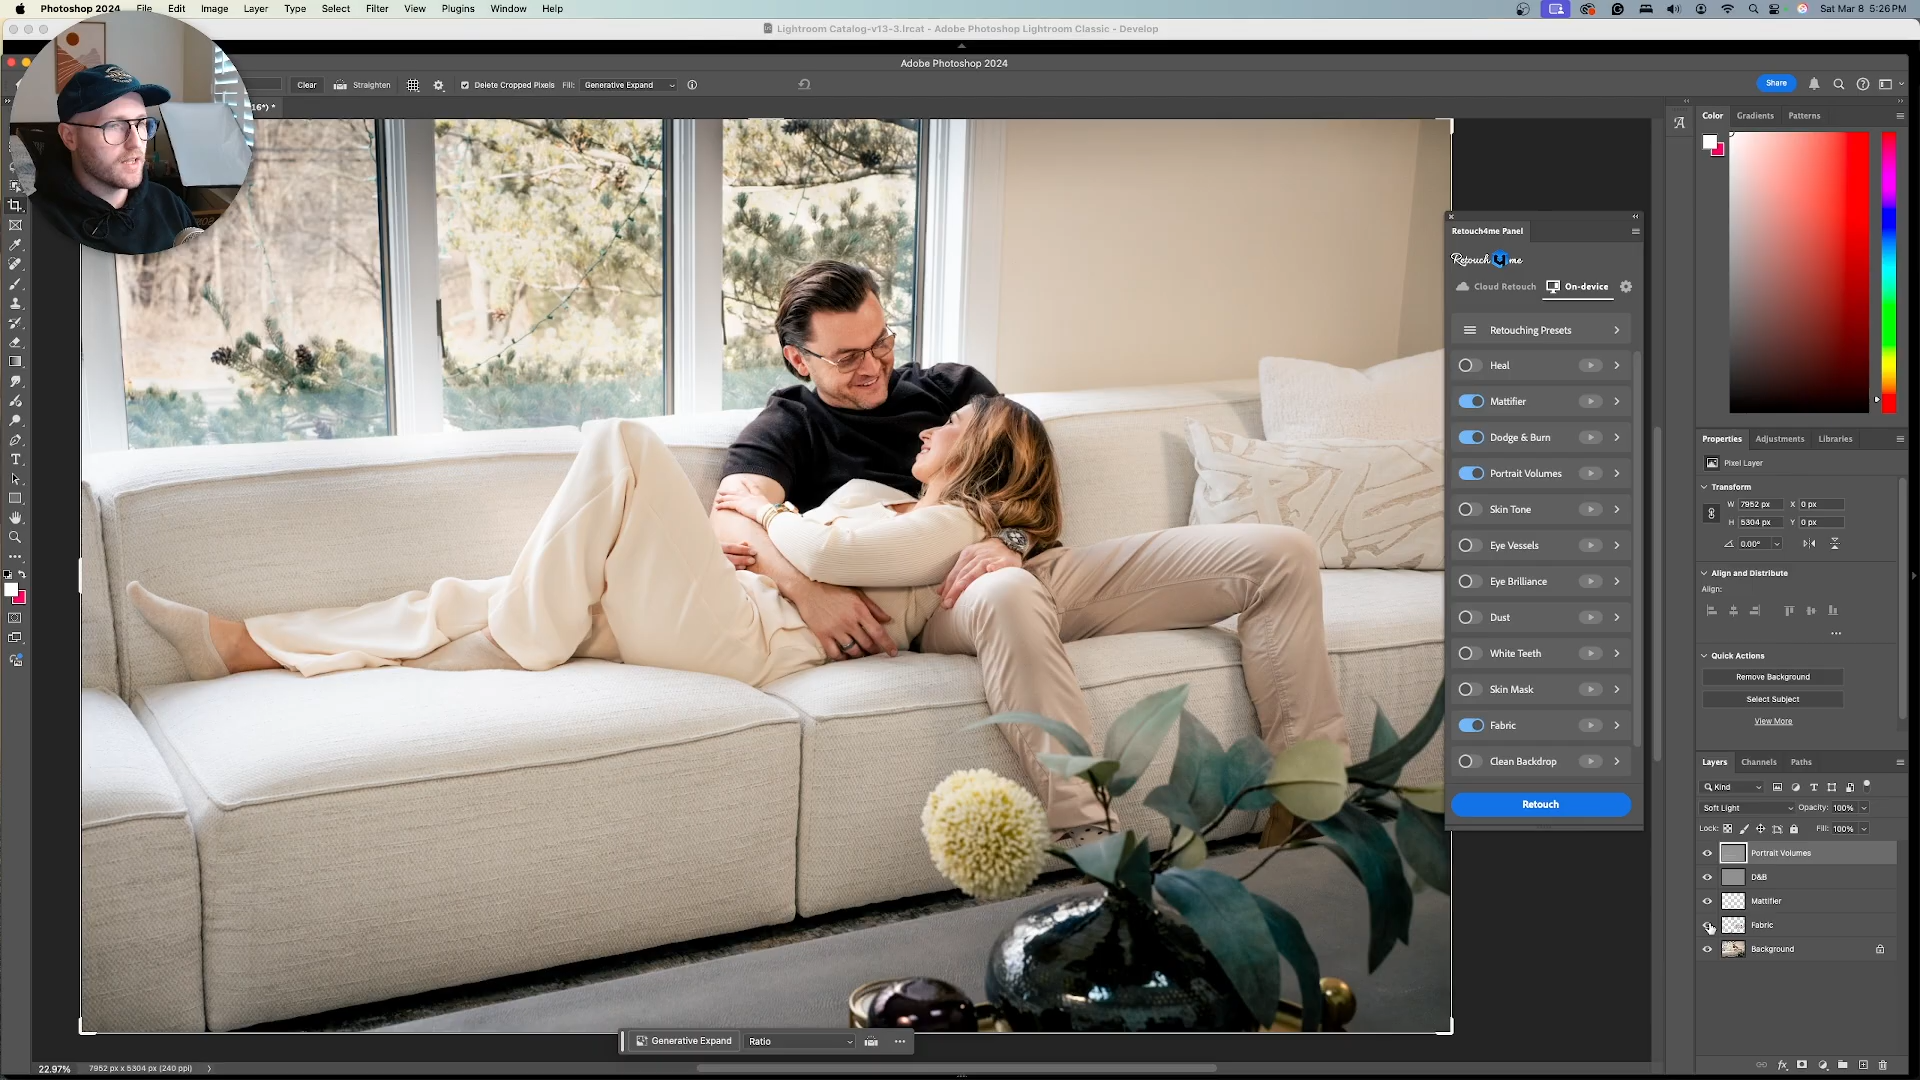 Photoshop 2024 File Edit Image Layer Type Select Filter View Plugins Window Help Sat Mar 8 5:26 PM
Lightroom Catalog-v13-3.lrcat - Adobe Photoshop Lightroom Classic - Develop
Adobe Photoshop 2024
Clear Straighten Delete Cropped Pixels Fill: Generative Expand Share
16*) *
Color Gradients Patterns
Retouch4me Panel
Retouch4me
Cloud Retouch On-device
Retouching Presets
Heal
Mattifier
Dodge & Burn
Portrait Volumes
Skin Tone
Eye Vessels
Eye Brilliance
Dust
White Teeth
Skin Mask
Fabric
Clean Backdrop
Retouch
Properties Adjustments Libraries
Pixel Layer
Transform
W 7952 px X 0 px
H 5304 px Y 0 px
0.00°
Align and Distribute
Align:
Quick Actions
Remove Background
Select Subject
View More
Layers Channels Paths
Kind
Soft Light Opacity: 100%
Lock: Fill: 100%
Portrait Volumes
D&B
Mattifier
Fabric
Background
Generative Expand Ratio
22.97% 7952 px x 5304 px (240 ppi)